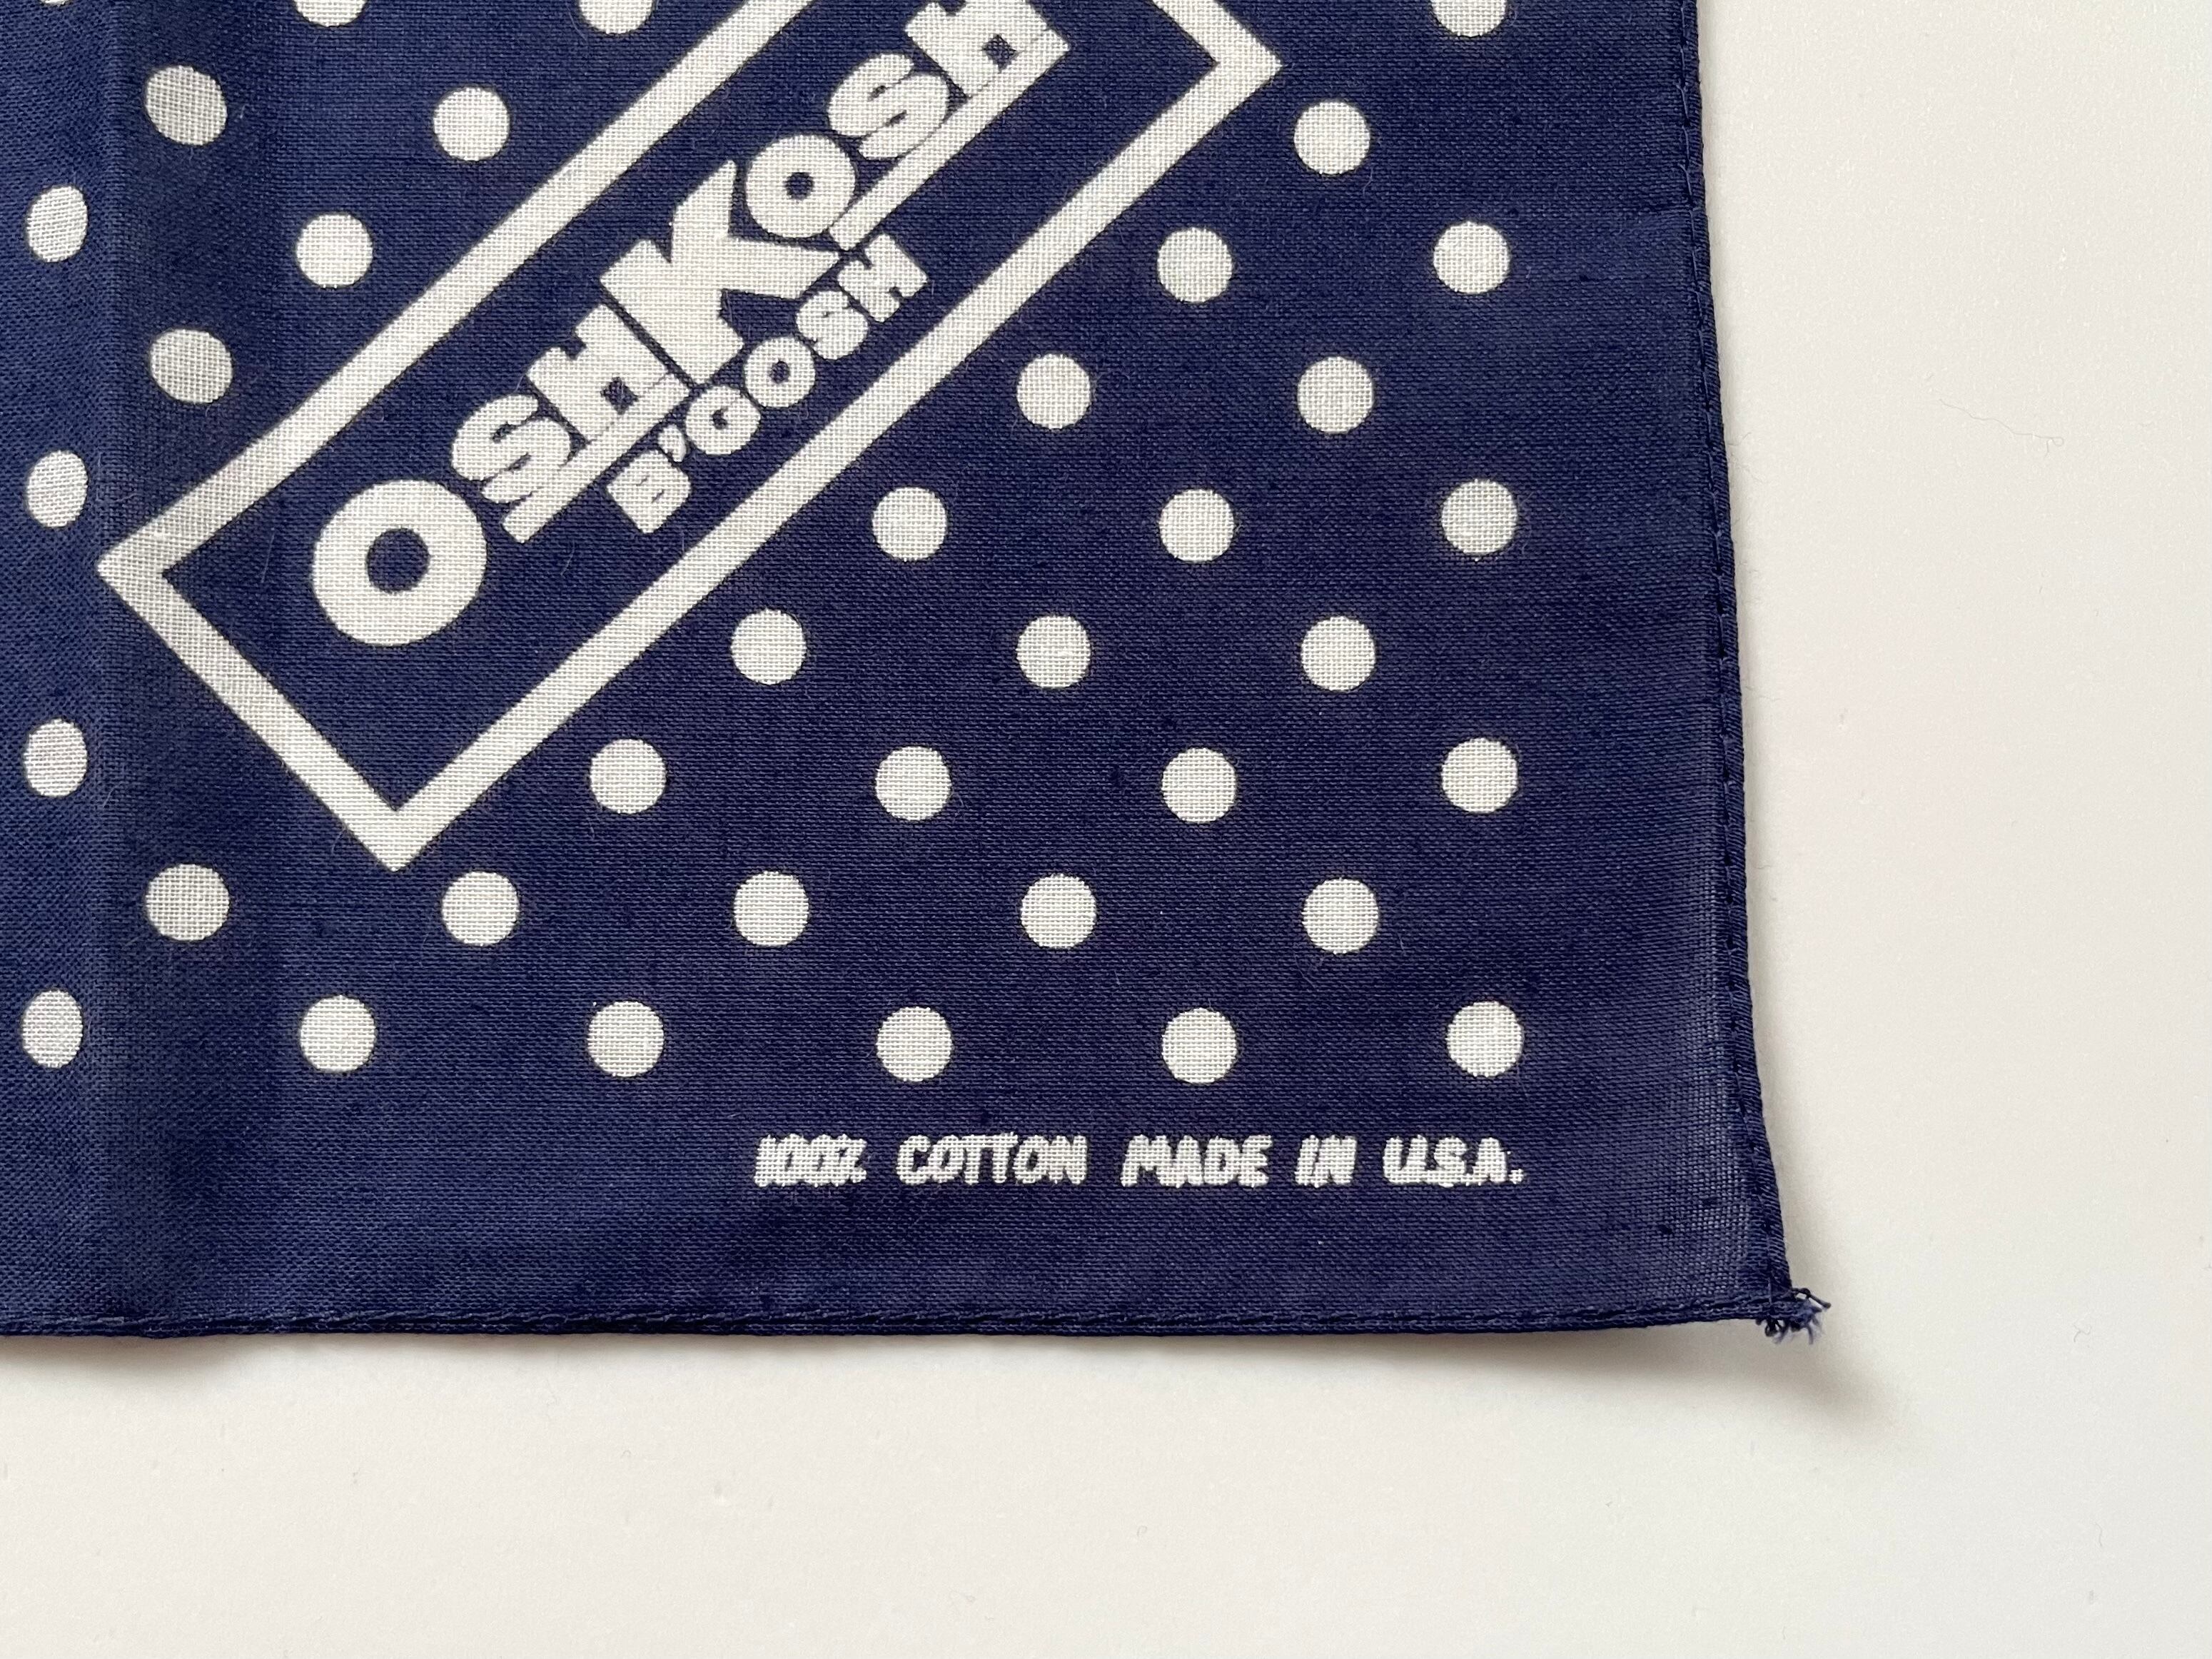 OSHKOSH
B'GOSH
100% COTTON MADE IN U.S.A.